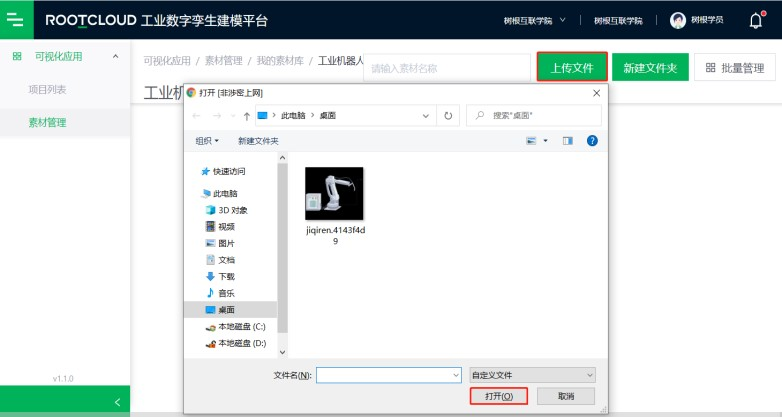 ROOTCLOUD 工业数字孪生建模平台
树根互联学院
树根互联学院
树根学员
可视化应用
项目列表
素材管理
v1.1.0
可视化应用 / 素材管理 / 我的素材库 / 工业机器人
请输入素材名称
上传文件
新建文件夹
批量管理
工业机
打开 [非涉密上网]
此电脑 > 桌面
搜索"桌面"
组织
新建文件夹
快速访问
此电脑
3D 对象
视频
图片
文档
下载
音乐
桌面
本地磁盘 (C:)
本地磁盘 (D:)
jiqiren.4143f4d
9
文件名(N):
自定义文件
打开(O)
取消